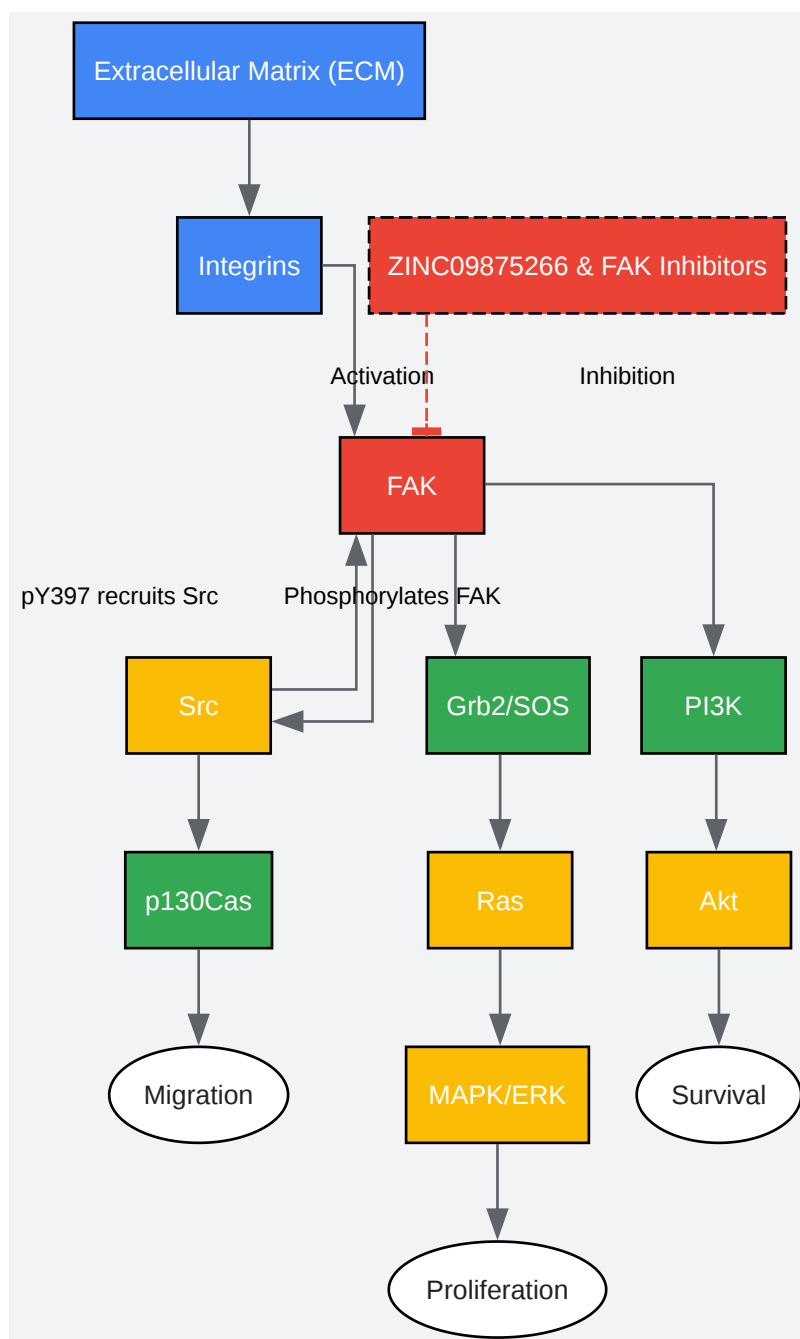 Extracellular Matrix (ECM)
Integrins
ZINC09875266 & FAK Inhibitors
Activation
Inhibition
FAK
pY397 recruits Src
Phosphorylates FAK
Src
Grb2/SOS
PI3K
p130Cas
Ras
Akt
Migration
MAPK/ERK
Survival
Proliferation